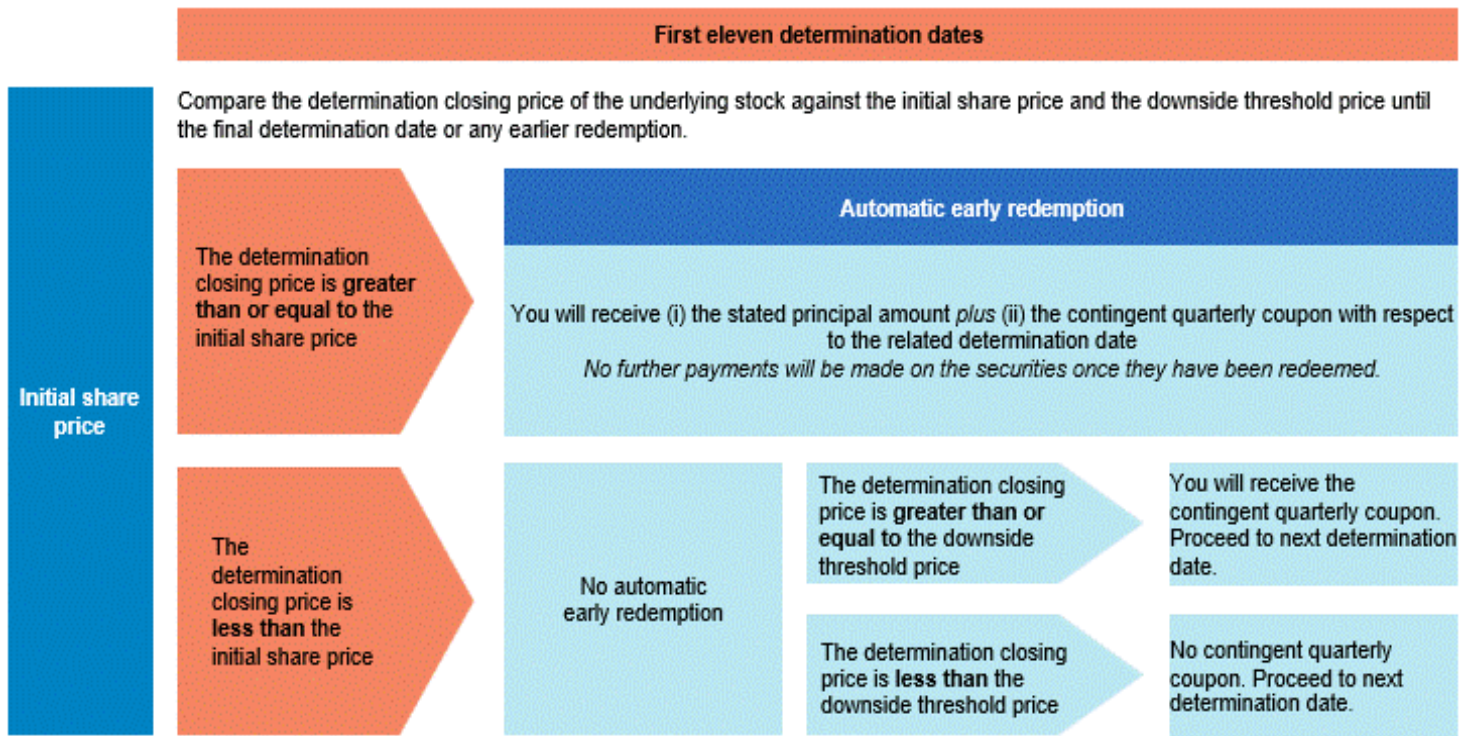 First eleven determination dates
Compare the determination closing price of the underlying stock against the initial share price and the downside threshold price until
the final determination date or any earlier redemption.
Initial share
price
The determination
closing price is greater
than or equal to the
initial share price
Automatic early redemption
You will receive (i) the stated principal amount plus (ii) the contingent quarterly coupon with respect
to the related determination date
No further payments will be made on the securities once they have been redeemed.
The
determination
closing price is
less than the
initial share price
No automatic
early redemption
The determination closing
price is greater than or
equal to the downside
threshold price
You will receive the
contingent quarterly coupon.
Proceed to next determination
date.
The determination closing
price is less than the
downside threshold price
No contingent quarterly
coupon. Proceed to next
determination date.